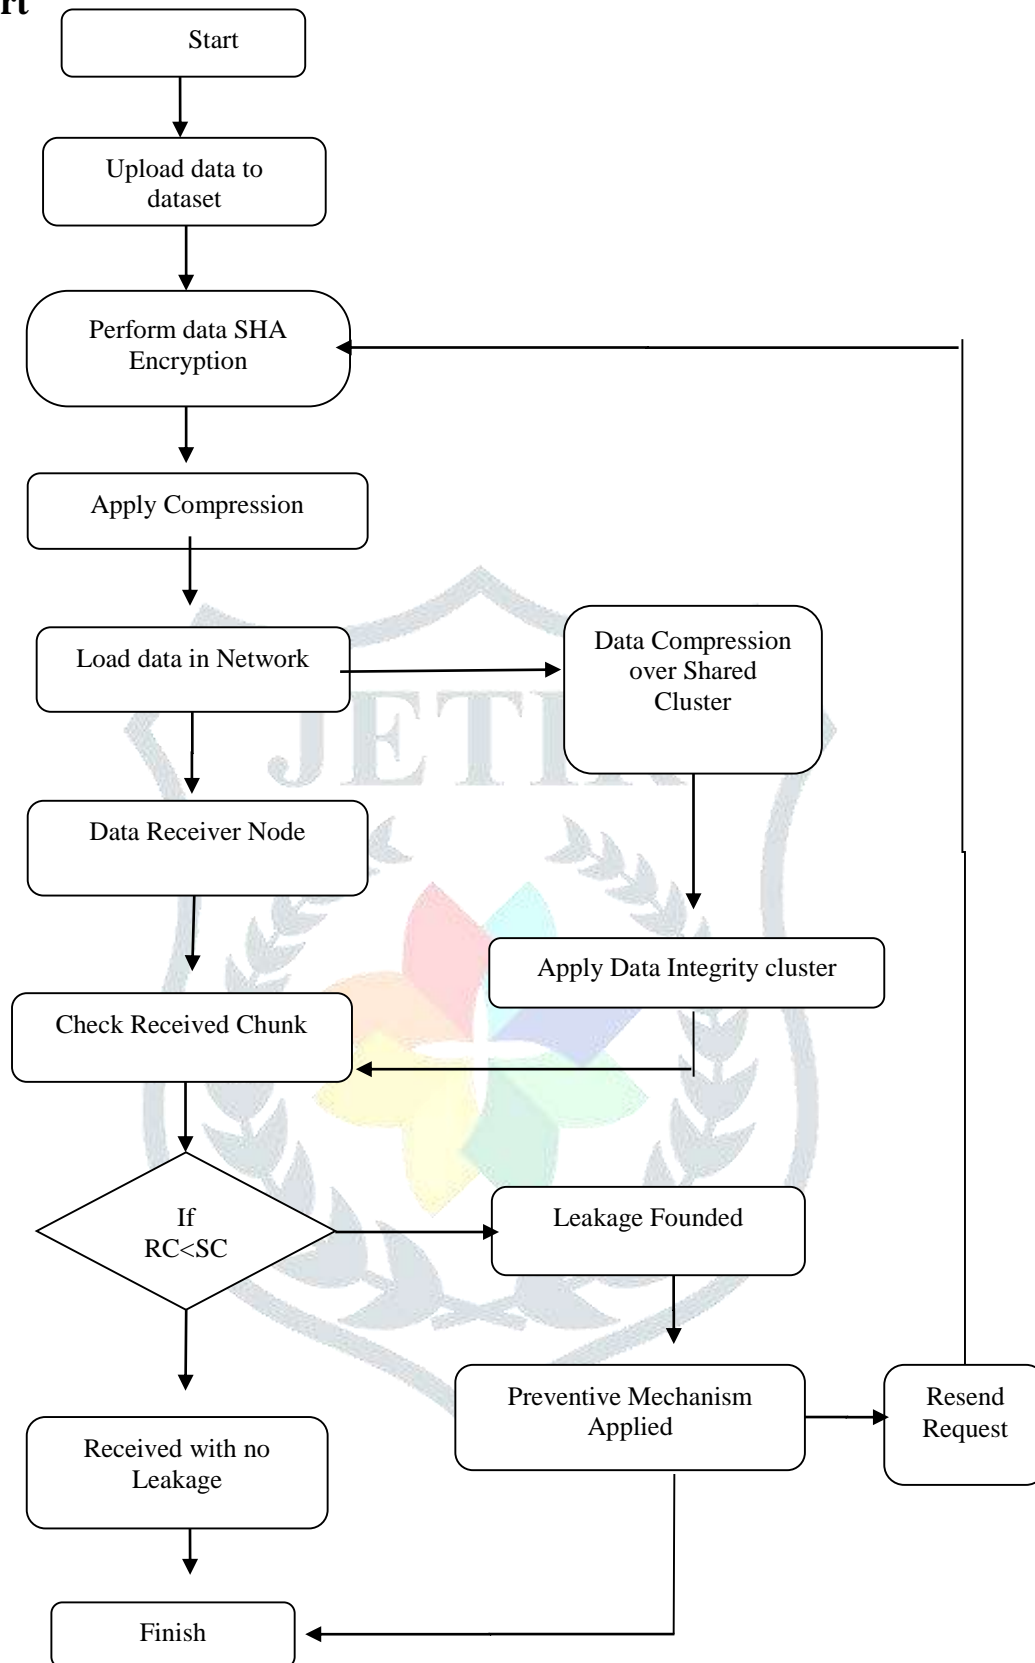 rt
Start
Upload data to
dataset
Perform data SHA
Encryption
Apply Compression
Load data in Network
Data Compression
over Shared
Cluster
Data Receiver Node
Apply Data Integrity cluster
Check Received Chunk
If
RC<SC
Leakage Founded
Preventive Mechanism
Applied
Resend
Request
Received with no
Leakage
Finish
JETIR